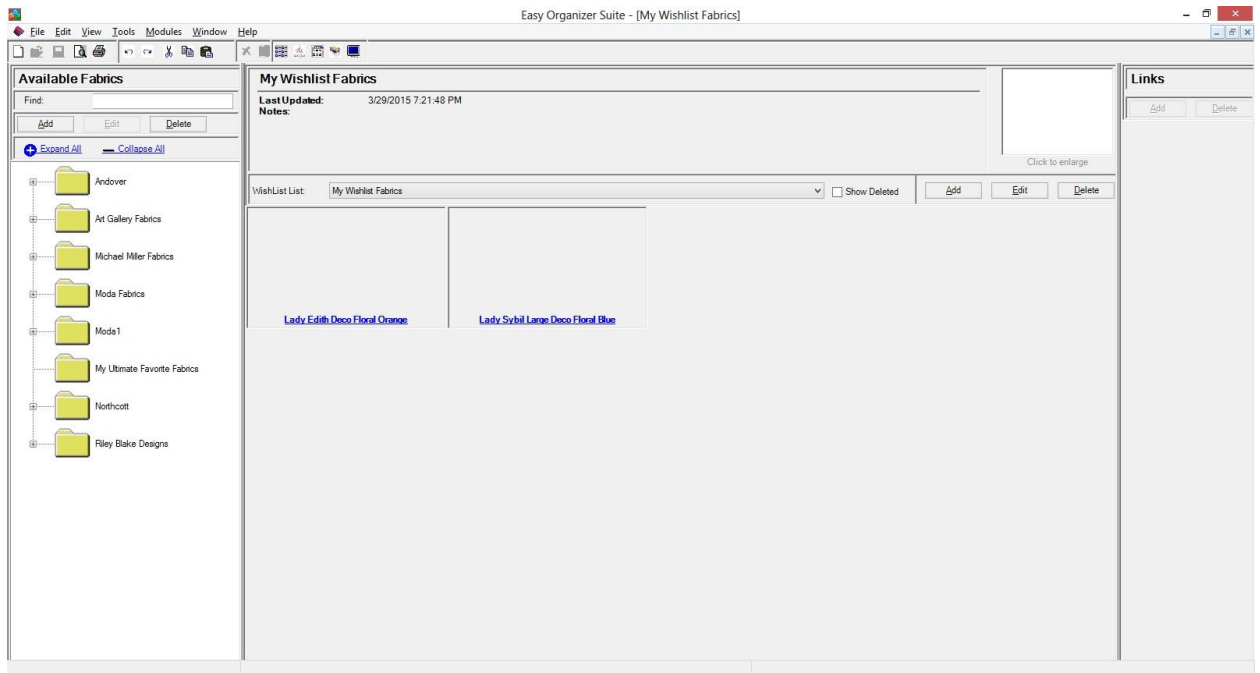 Easy Organizer Suite - [My Wishlist Fabrics]
File Edit View Tools Modules Window Help
Available Fabrics
Find:
Add Edit Delete
Expand All Collapse All
Andover
Art Gallery Fabrics
Michael Miller Fabrics
Moda Fabrics
Moda1
My Ultimate Favorite Fabrics
Northcott
Riley Blake Designs
My Wishlist Fabrics
Last Updated: 3/29/2015 7:21:48 PM
Notes:
Click to enlarge
WishList List: My Wishlist Fabrics Show Deleted Add Edit Delete
Lady Edith Deco Floral Orange Lady Sybil Large Deco Floral Blue
Links
Add Delete